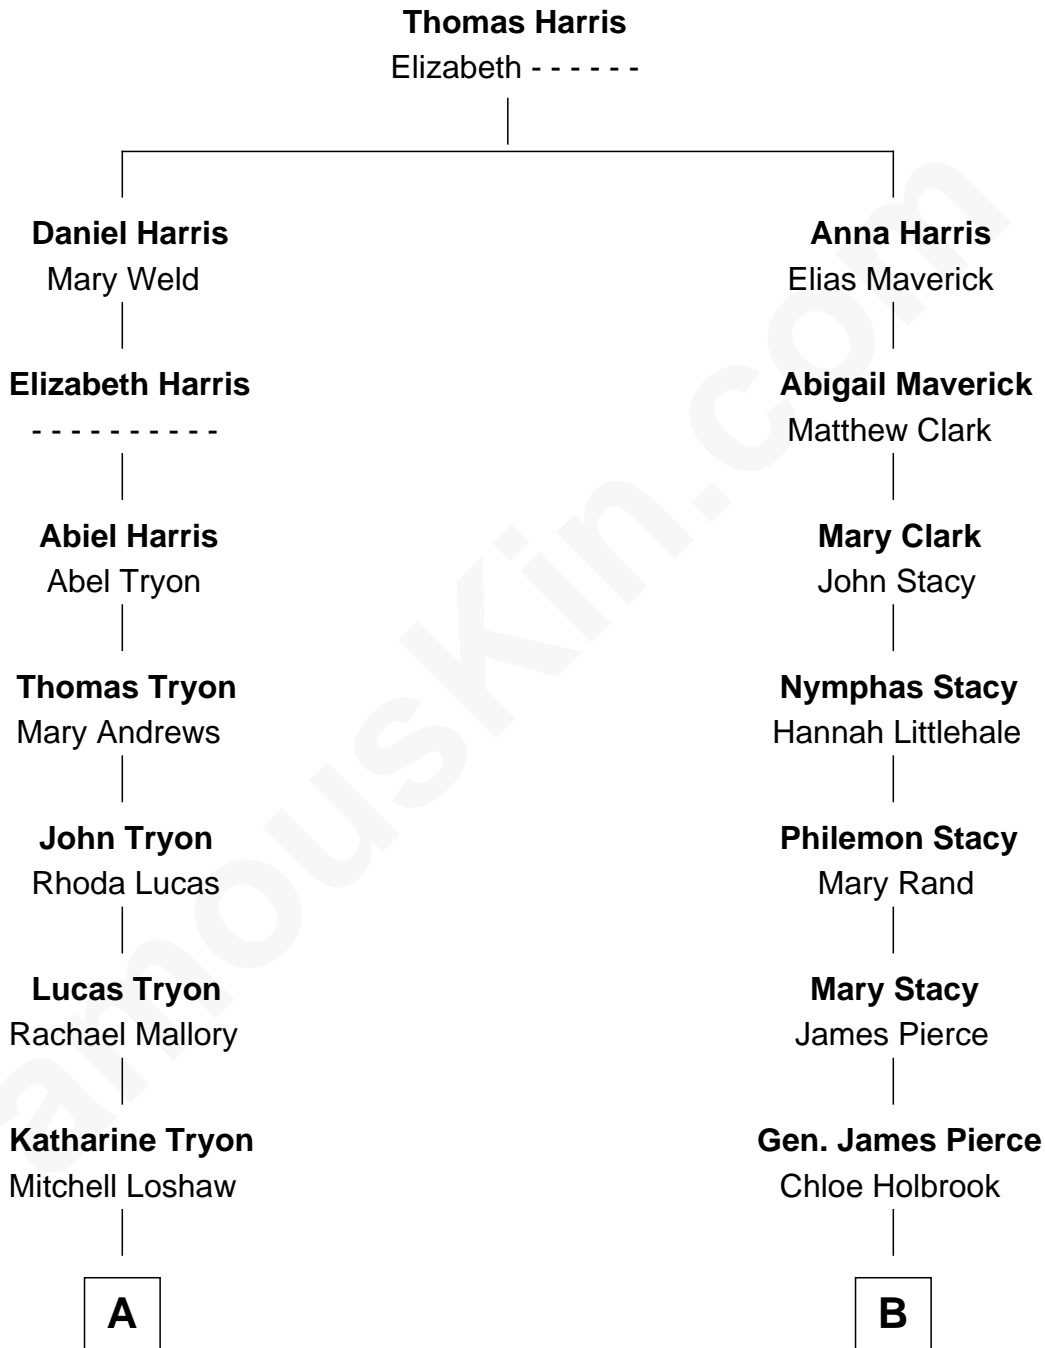 Thomas Harris
Elizabeth - - - - - -
Daniel Harris
Mary Weld
Anna Harris
Elias Maverick
Elizabeth Harris
- - - - - - - - - -
Abigail Maverick
Matthew Clark
Abiel Harris
Abel Tryon
Mary Clark
John Stacy
Thomas Tryon
Mary Andrews
Nymphas Stacy
Hannah Littlehale
John Tryon
Rhoda Lucas
Philemon Stacy
Mary Rand
Lucas Tryon
Rachael Mallory
Mary Stacy
James Pierce
Katharine Tryon
Mitchell Loshaw
Gen. James Pierce
Chloe Holbrook
A
B
amouskin.com